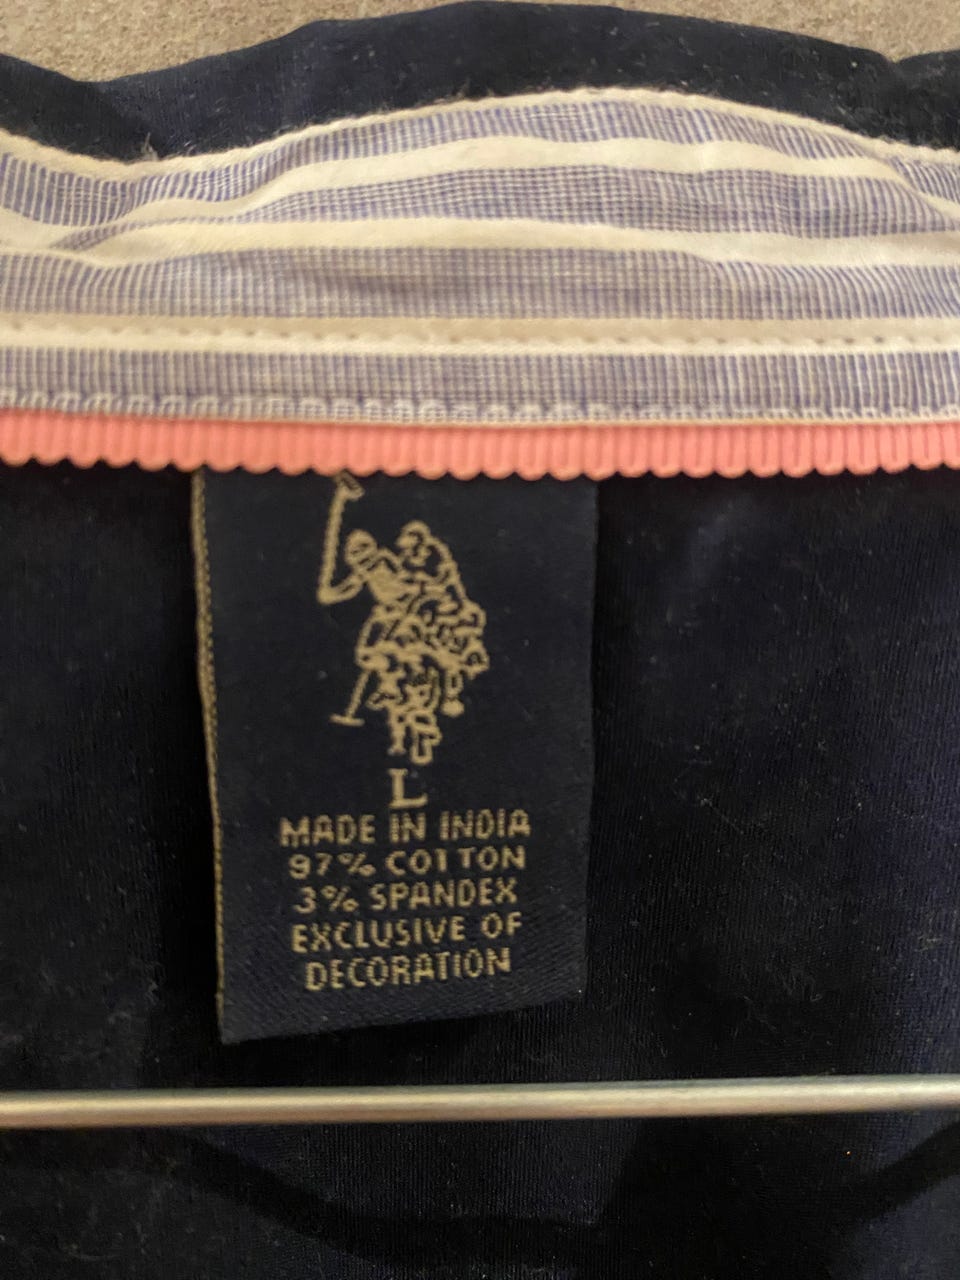 L
MADE IN INDIA
97% COTTON
3% SPANDEX
EXCLUSIVE OF
DECORATION